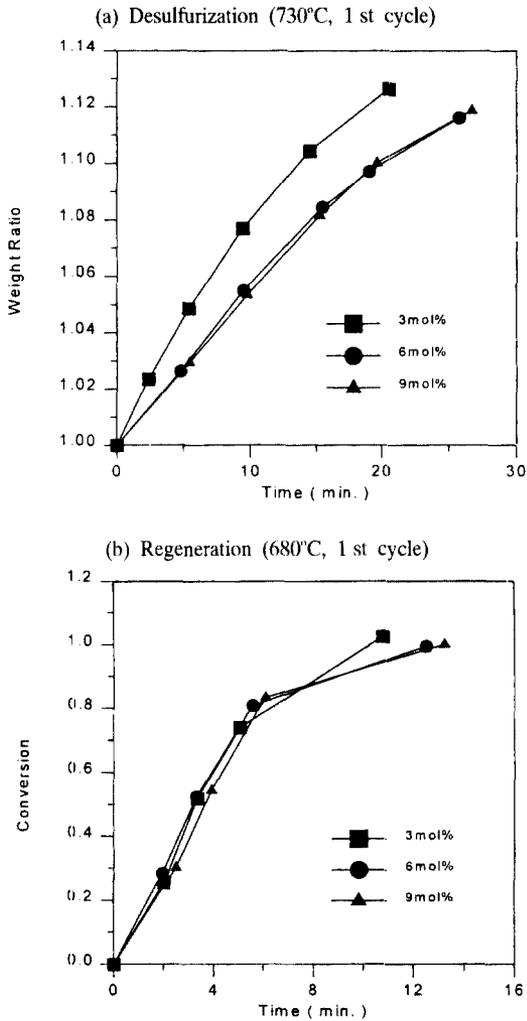 (a) Desulfurization (730°C, 1 st cycle)
1.14
1.12
1.10
1.08
1.06
1.04
1.02
1.00
Weight Ratio
3mol%
6mol%
9mol%
0 10 20 30
Time ( min. )
(b) Regeneration (680°C, 1 st cycle)
1.2
1.0
0.8
0.6
0.4
0.2
0.0
Conversion
3mol%
6mol%
9mol%
0 4 8 12 16
Time ( min. )